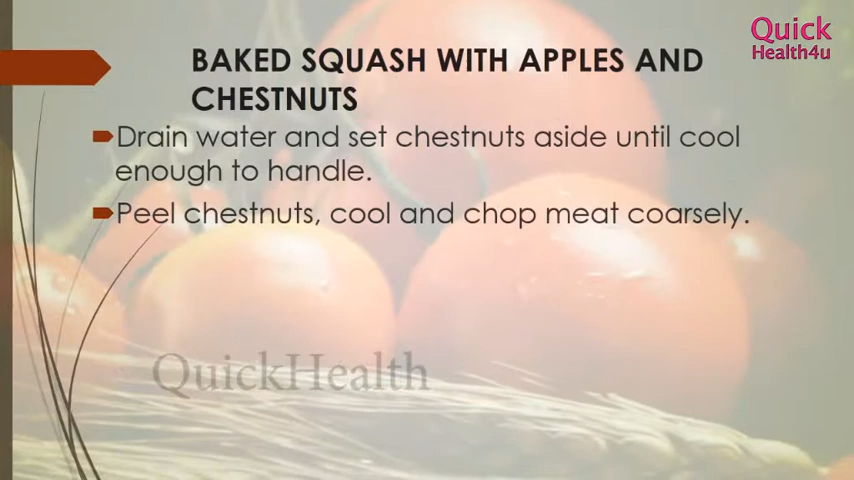 Quick
Health4u
BAKED SQUASH WITH APPLES AND
CHESTNUTS
Drain water and set chestnuts aside until cool
enough to handle.
Peel chestnuts, cool and chop meat coarsely.
QuickHealth